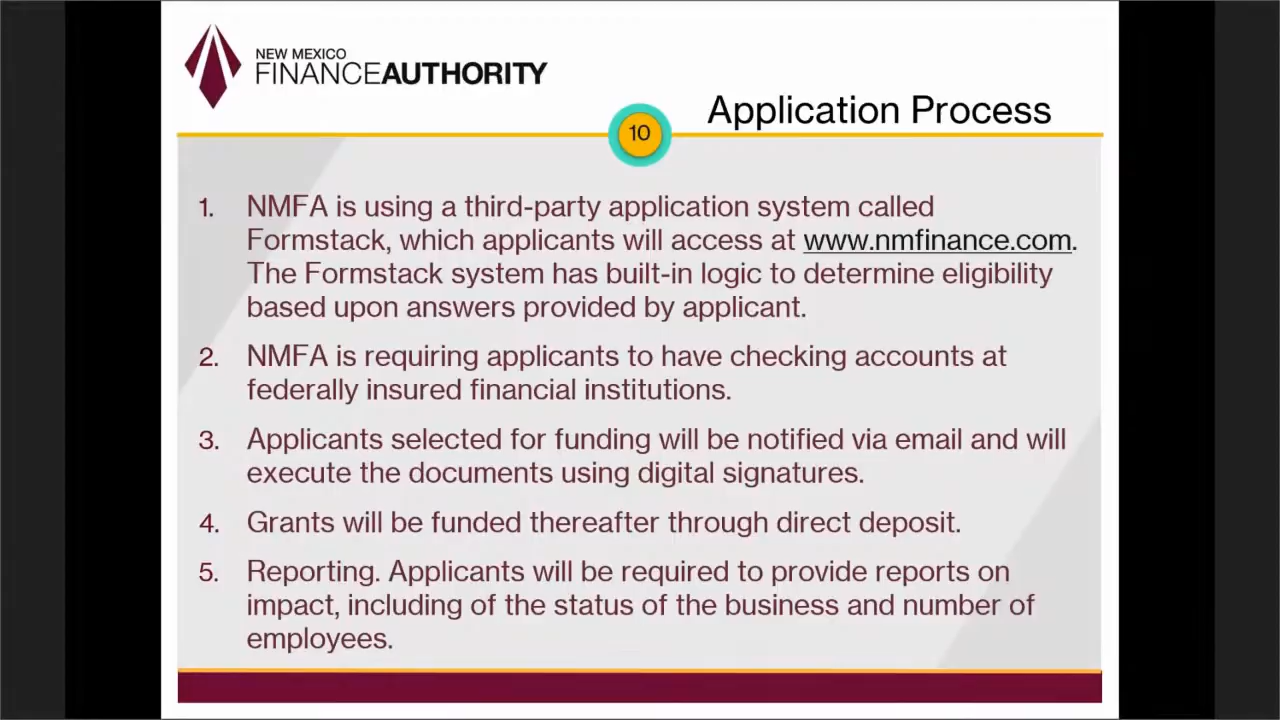 NEW MEXICO
FINANCEAUTHORITY
Application Process
10
1. NMFA is using a third-party application system called
Formstack, which applicants will access at www.nmfinance.com.
The Formstack system has built-in logic to determine eligibility
based upon answers provided by applicant.
2. NMFA is requiring applicants to have checking accounts at
federally insured financial institutions.
3. Applicants selected for funding will be notified via email and will
execute the documents using digital signatures.
4. Grants will be funded thereafter through direct deposit.
5. Reporting. Applicants will be required to provide reports on
impact, including of the status of the business and number of
employees.